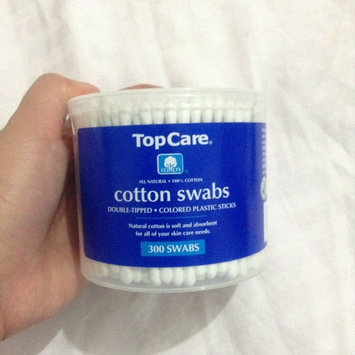 TopCare®
cotton
ALL NATURAL • 100% COTTON
cotton swabs
DOUBLE-TIPPED • COLORED PLASTIC STICKS
Natural cotton is soft and absorbent
for all of your skin care needs.
300 SWABS